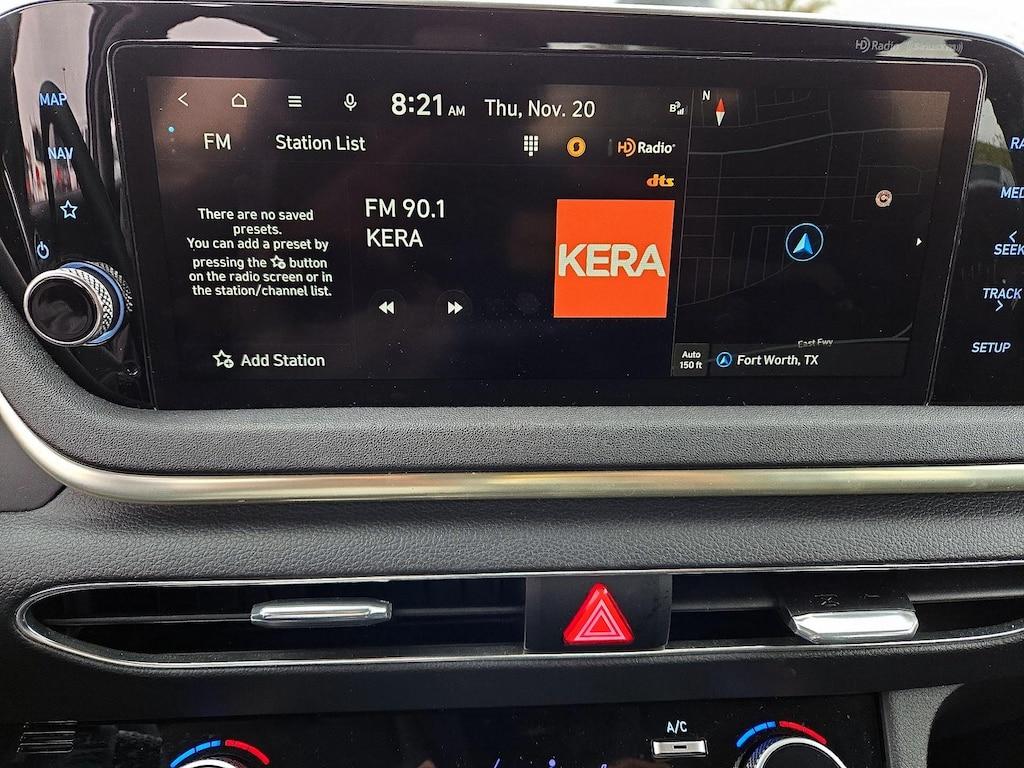 HD Radio SiriusXM
MAP
NAV
8:21 AM Thu, Nov. 20
FM Station List
HD Radio
dts
There are no saved
presets.
You can add a preset by
pressing the button
on the radio screen or in
the station/channel list.
Add Station
FM 90.1
KERA
KERA
N
East Fwy
Auto
150 ft
Fort Worth, TX
SEEK
TRACK
SETUP
A/C